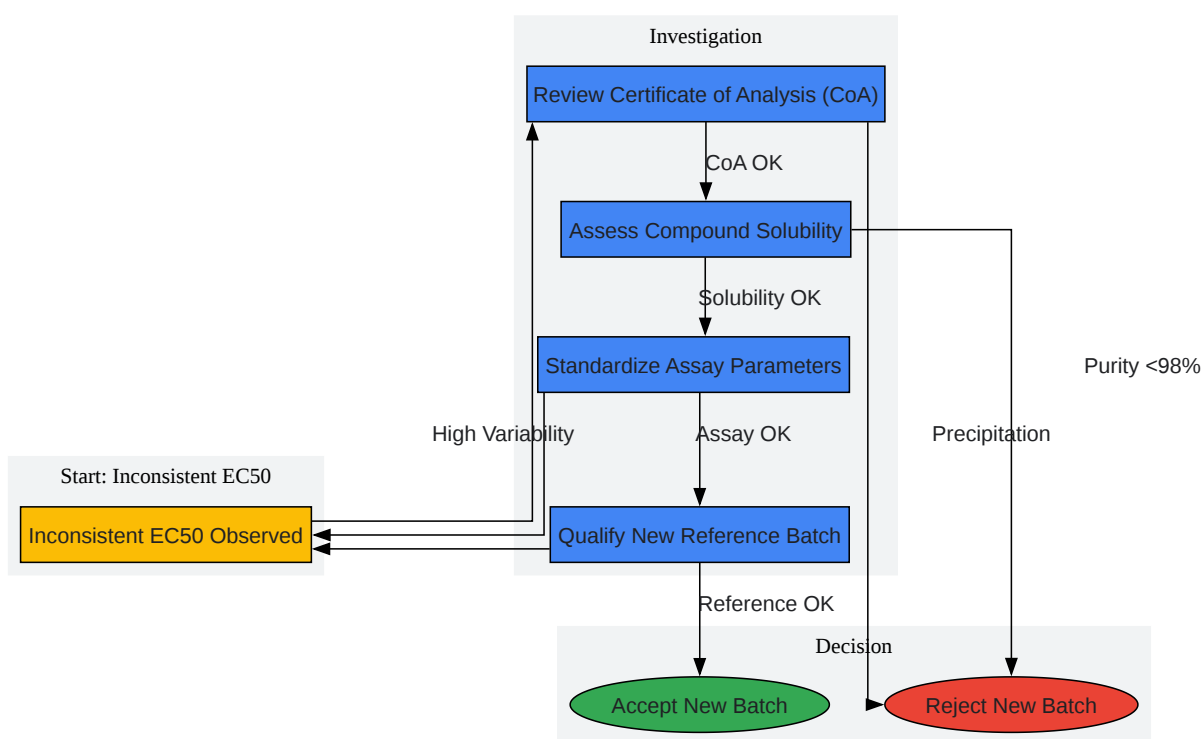 Investigation
Review Certificate of Analysis (CoA)
CoA OK
Assess Compound Solubility
Solubility OK
Standardize Assay Parameters
Purity <98%
High Variability
Assay OK
Precipitation
Start: Inconsistent EC50
Inconsistent EC50 Observed
Qualify New Reference Batch
Reference OK
Decision
Accept New Batch
Reject New Batch